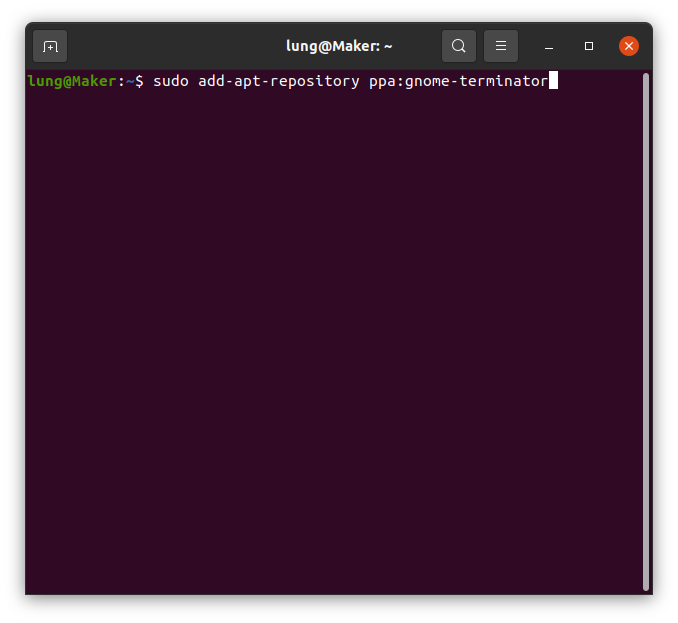 lung@Maker: ~
lung@Maker:~$ sudo add-apt-repository ppa:gnome-terminator